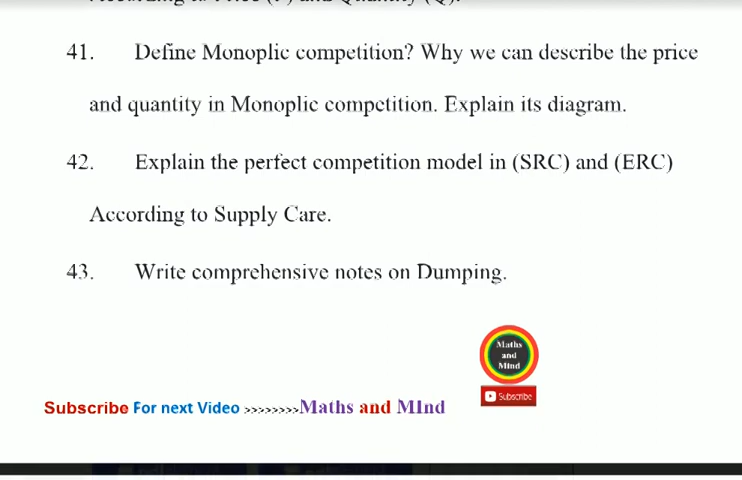 41. Define Monoplic competition? Why we can describe the price
and quantity in Monoplic competition. Explain its diagram.
42. Explain the perfect competition model in (SRC) and (ERC)
According to Supply Care.
43. Write comprehensive notes on Dumping.
Maths
and
Mind
Subscribe
Subscribe For next Video >>>>>>>>Maths and MInd